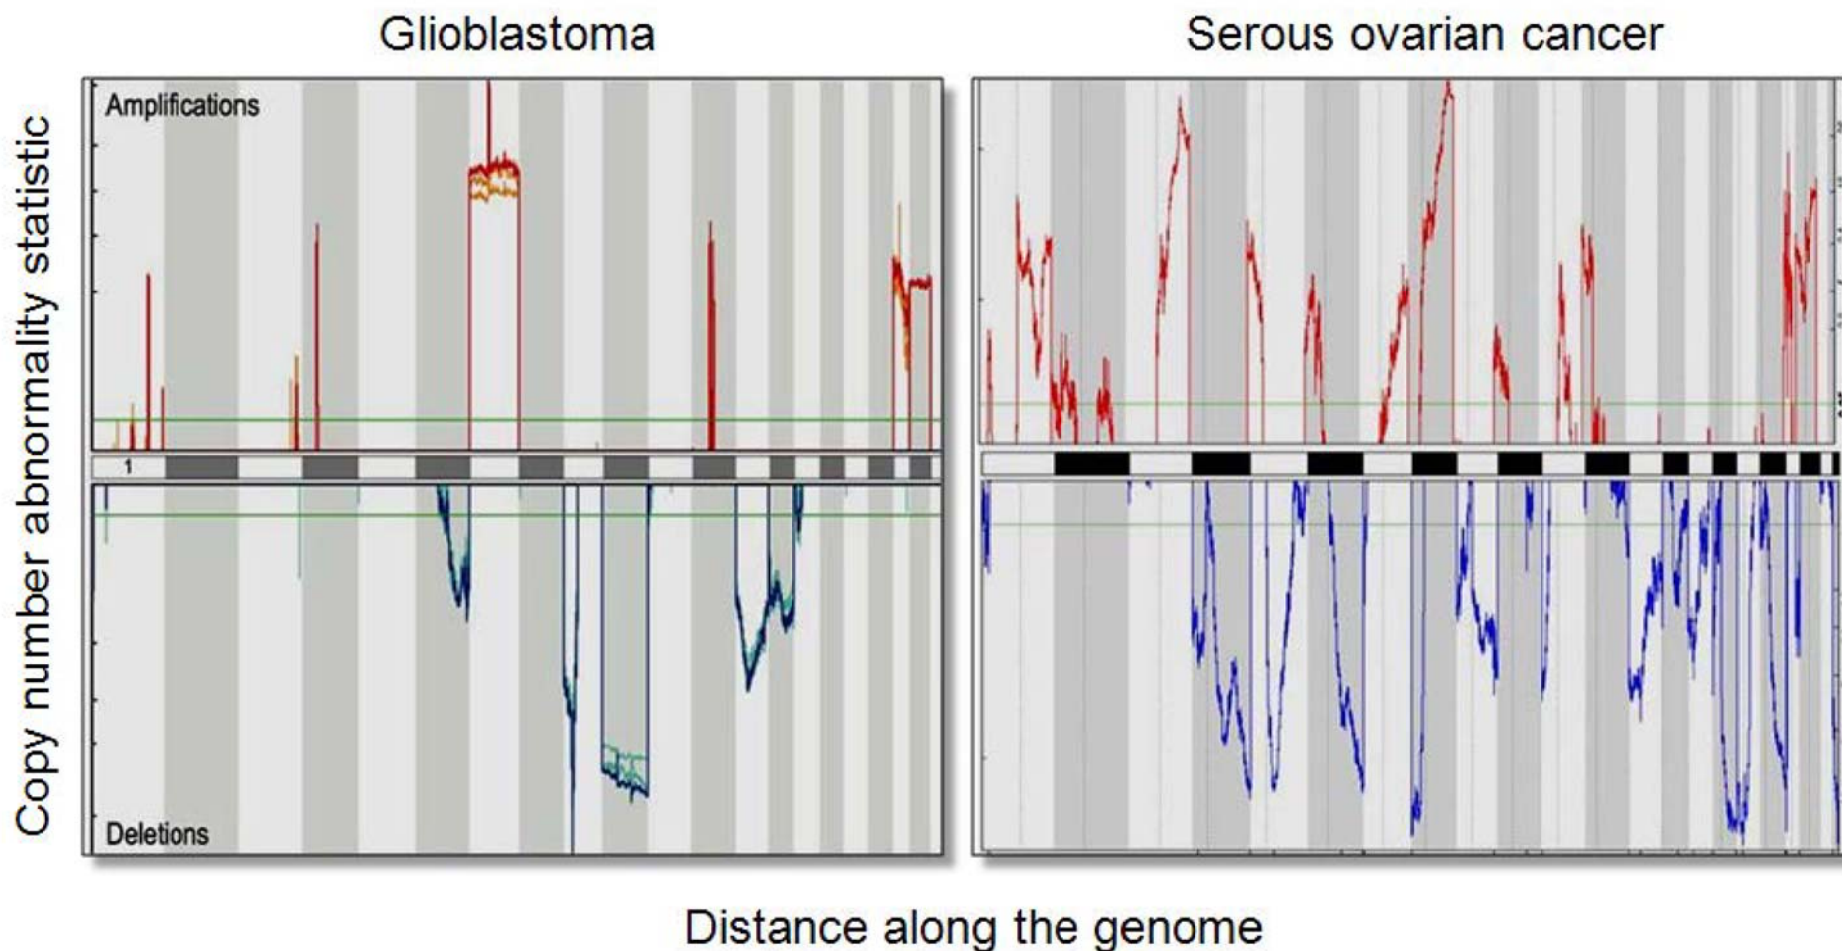 Glioblastoma
Serous ovarian cancer
Copy number abnormality statistic
Amplifications
1
Deletions
Distance along the genome